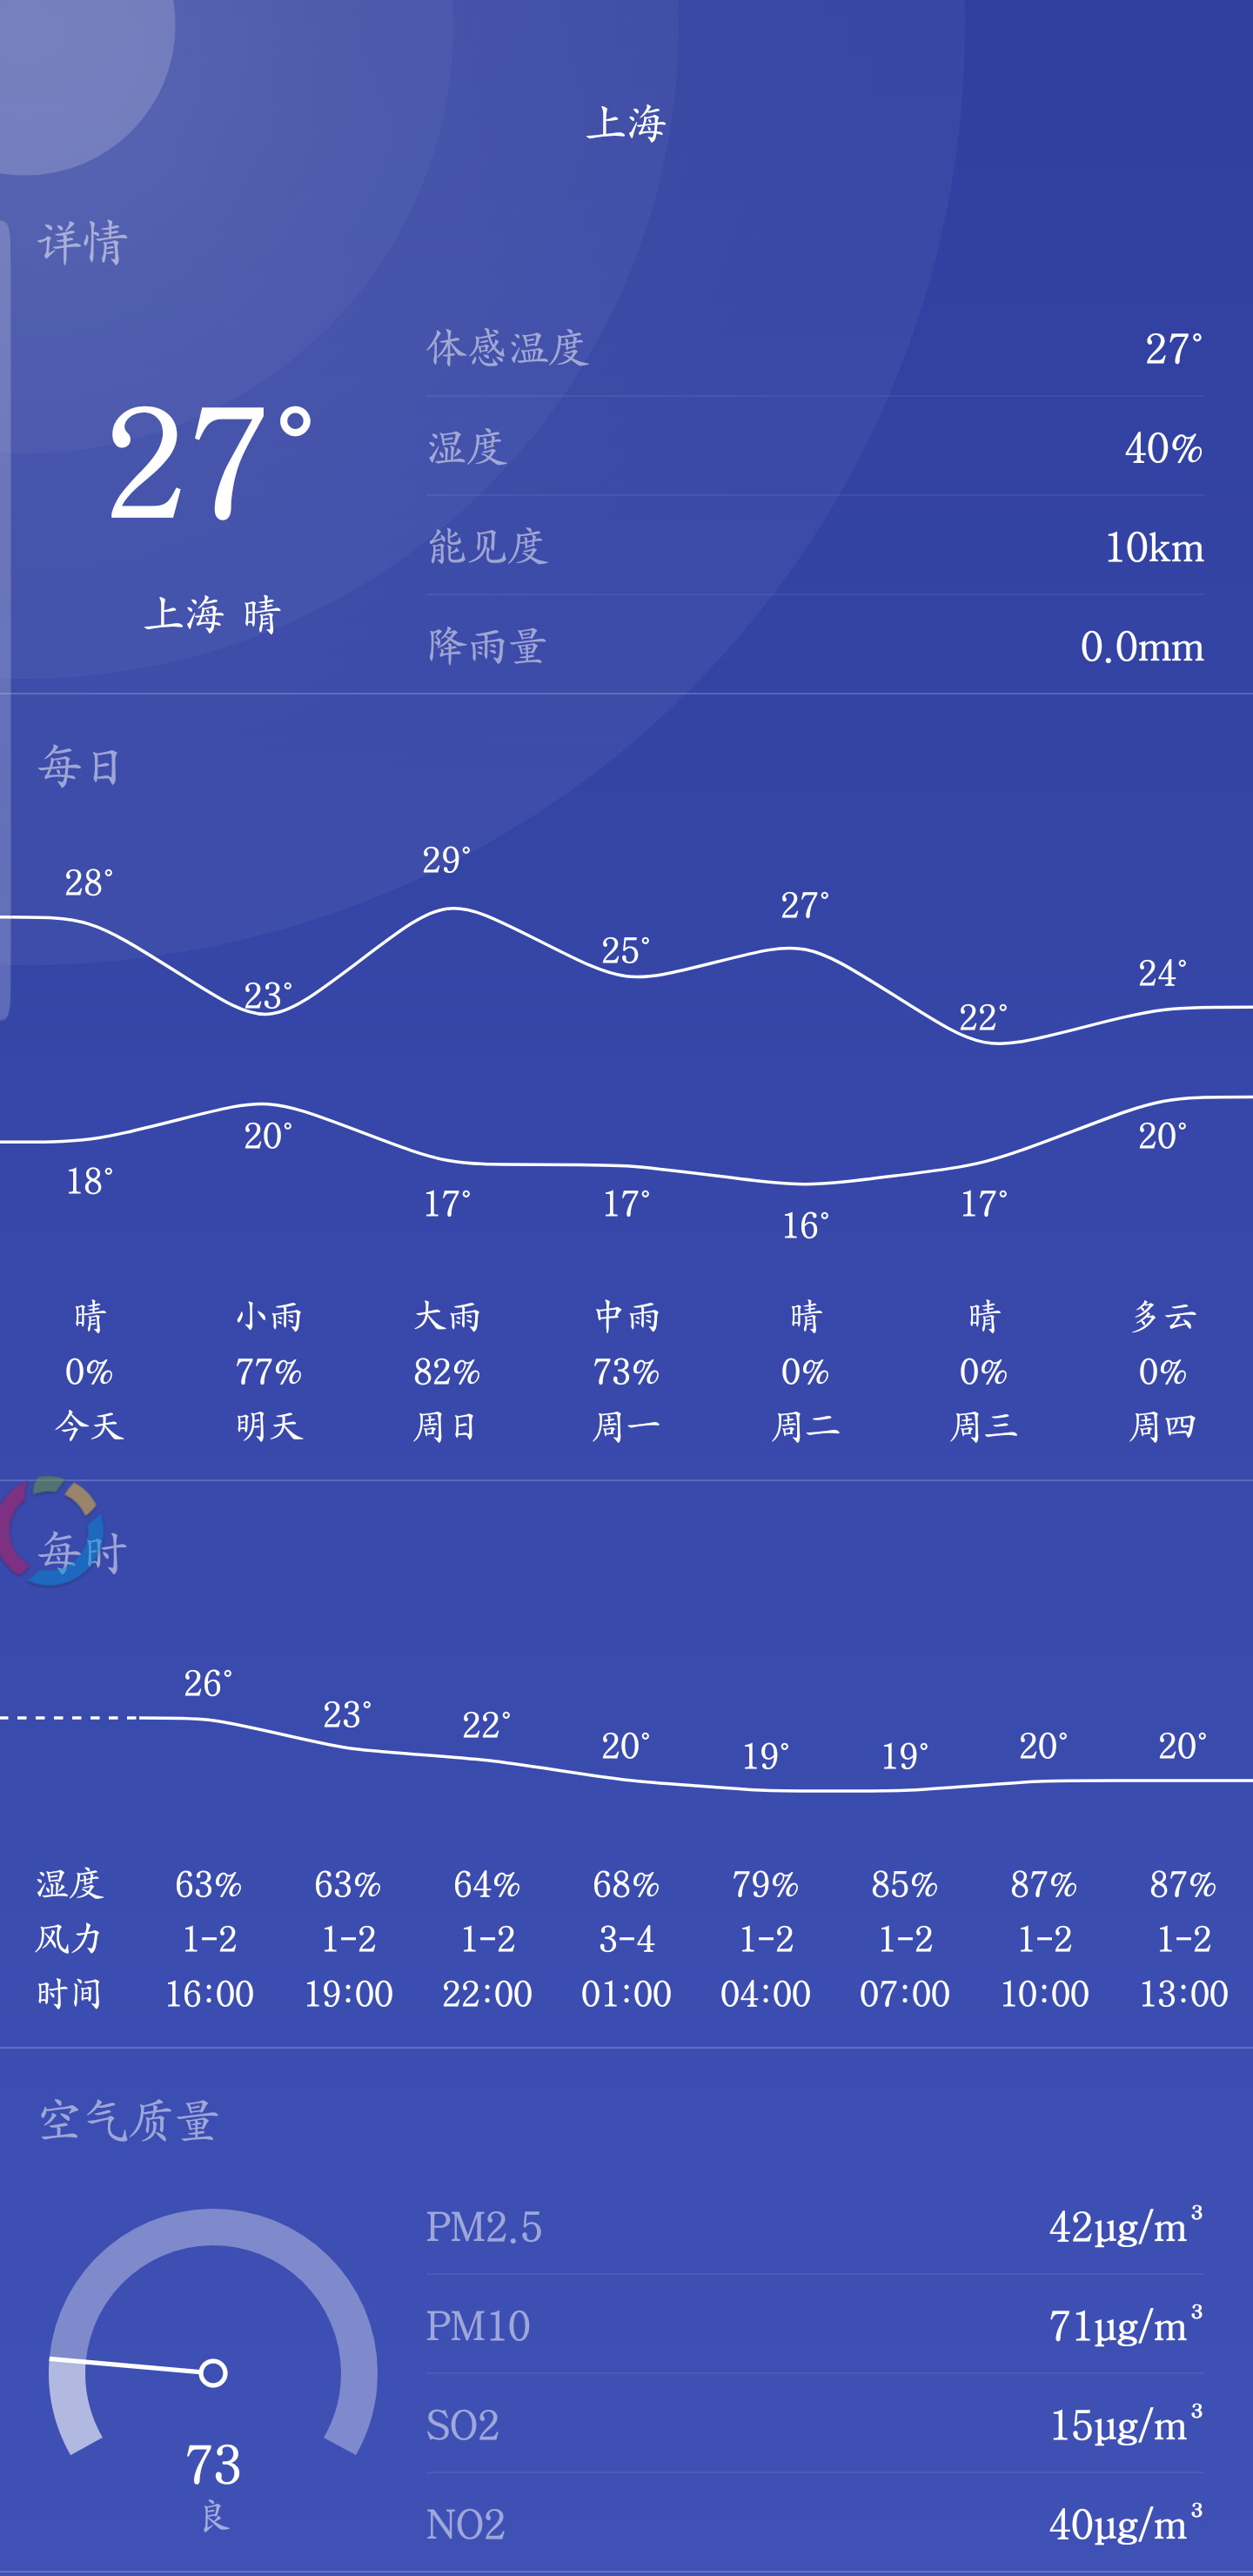 上海
详情
27°
上海 晴
体感温度 27°
湿度 40%
能见度 10km
降雨量 0.0mm
每日
28° 23° 29° 25° 27° 22° 24°
18° 20° 17° 17° 16° 17° 20°
晴 小雨 大雨 中雨 晴 晴 多云
0% 77% 82% 73% 0% 0% 0%
今天 明天 周日 周一 周二 周三 周四
每时
26° 23° 22° 20° 19° 19° 20° 20°
湿度 63% 63% 64% 68% 79% 85% 87% 87%
风力 1-2 1-2 1-2 3-4 1-2 1-2 1-2 1-2
时间 16:00 19:00 22:00 01:00 04:00 07:00 10:00 13:00
空气质量
73
良
PM2.5 42μg/m³
PM10 71μg/m³
SO2 15μg/m³
NO2 40μg/m³